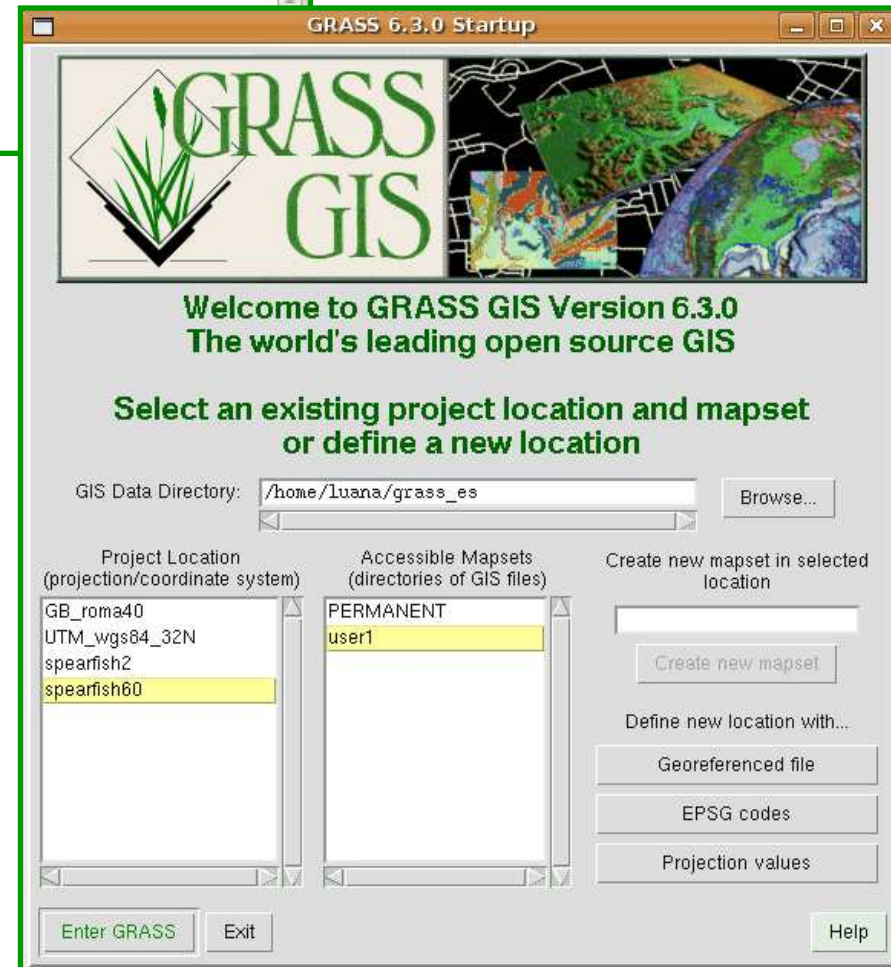 GRASS 6.3.0 Startup
GRASS
GIS
Welcome to GRASS GIS Version 6.3.0
The world's leading open source GIS
Select an existing project location and mapset
or define a new location
GIS Data Directory:
/home/luana/grass_es
Browse...
Project Location
(projection/coordinate system)
GB_roma40
UTM_wgs84_32N
spearfish2
spearfish60
Accessible Mapsets
(directories of GIS files)
PERMANENT
user1
Create new mapset in selected
location
Create new mapset
Define new location with...
Georeferenced file
EPSG codes
Projection values
Enter GRASS
Exit
Help